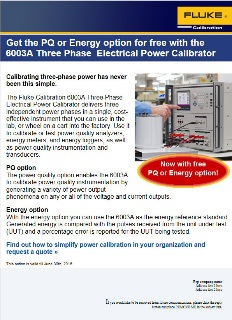 FLUKE
Calibration
Get the PQ or Energy option for free with the
6003A Three Phase Electrical Power Calibrator
Calibrating three-phase power has never
been this simple.
The Fluke Calibration 6003A Three Phase
Electrical Power Calibrator delivers three
independent power phases in a single, cost-
effective instrument that you can use in the
lab, or wheel on a cart into the factory. Use it
to calibrate or test power quality analyzers,
energy meters, and energy loggers, as well
as power quality instrumentation and
transducers.
Now with free
PQ or Energy option!
PQ option
The power quality option enables the 6003A
to calibrate power quality instrumentation by
generating a variety of power output
phenomena on any or all of the voltage and current outputs.
Energy option
With the energy option you can use the 6003A as the energy reference standard.
Generated energy is compared with the pulses received from the unit under test
(UUT) and a percentage error is reported for the UUT being tested.
Find out how to simplify power calibration in your organization and
request a quote »